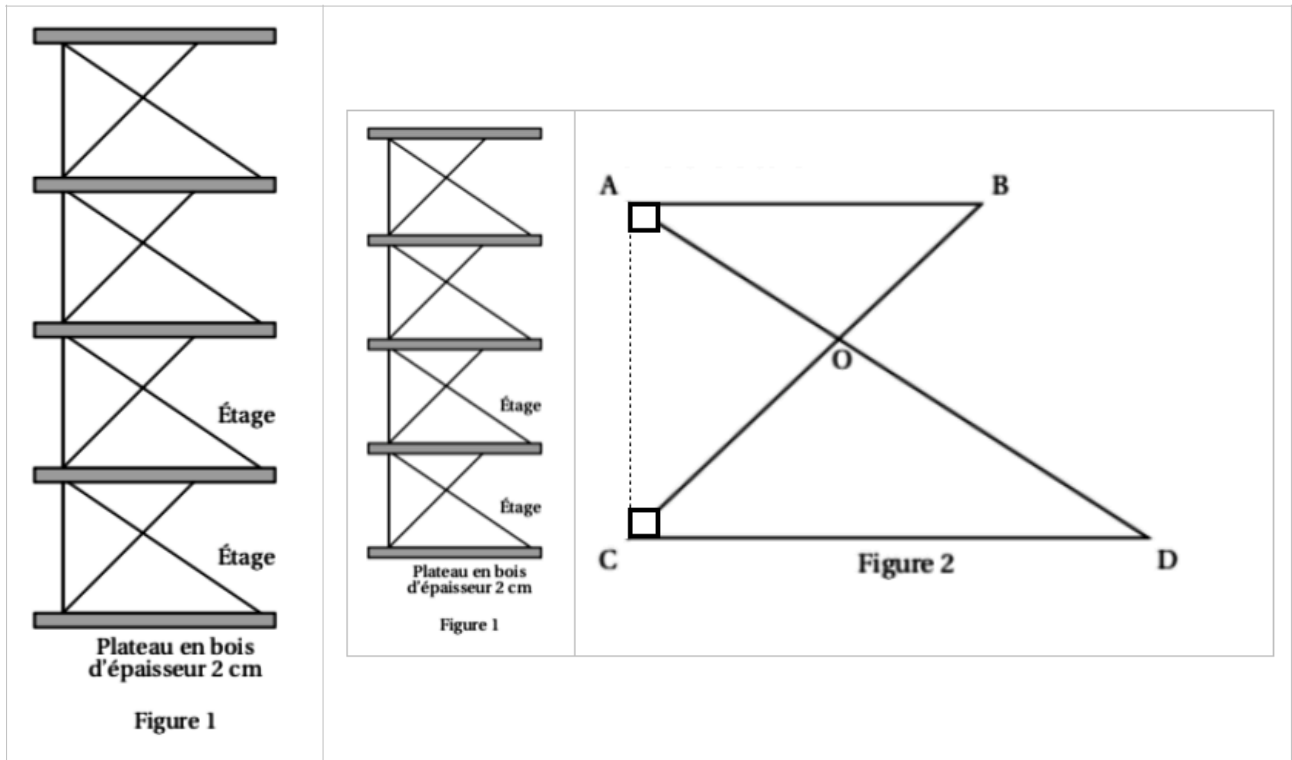 Étage
Étage
Plateau en bois
d'épaisseur 2 cm
Figure 1
Étage
Étage
Plateau en bois
d'épaisseur 2 cm
Figure 1
A
B
O
C
D
Figure 2